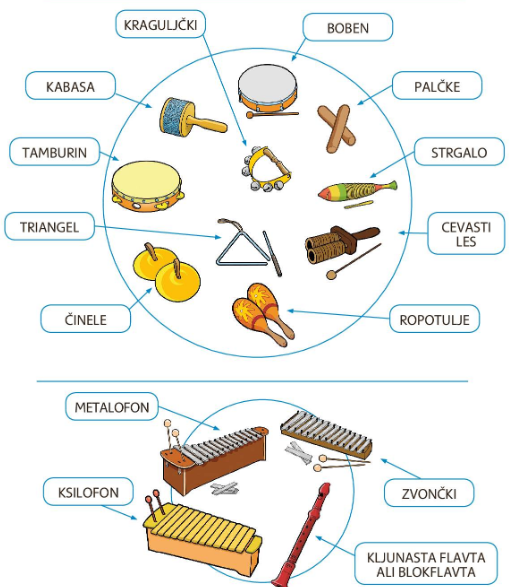 KRAGULJČKI
BOBEN
KABASA
PALČKE
TAMBURIN
STRGALO
TRIANGEL
CEVASTI
LES
ČINELE
ROPOTULJE
METALOFON
KSILOFON
ZVONČKI
KLJUNASTA FLAVTA
ALI BLOKFLAVTA